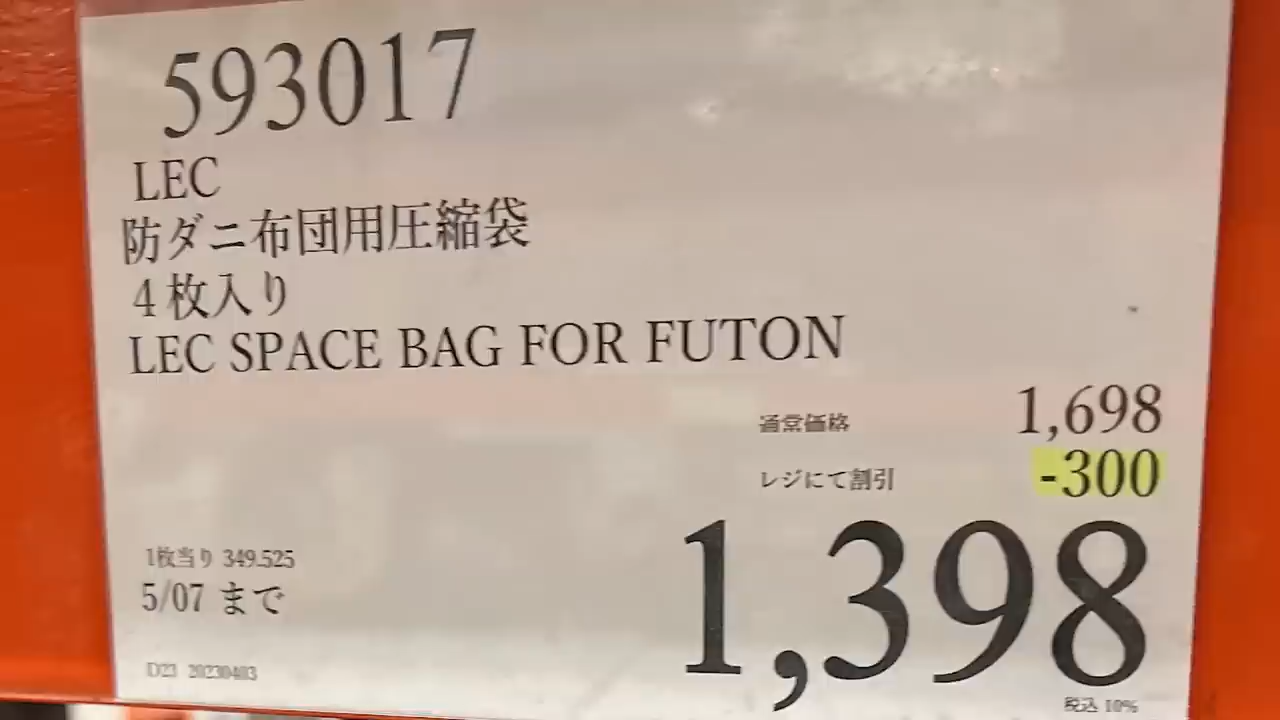 593017
LEC
防ダニ布団用圧縮袋
4枚入り
LEC SPACE BAG FOR FUTON
通常価格 1,698
レジにて割引 -300
1,398
1枚当り 349.525
5/07 まで
D23 20230403
税込 10%